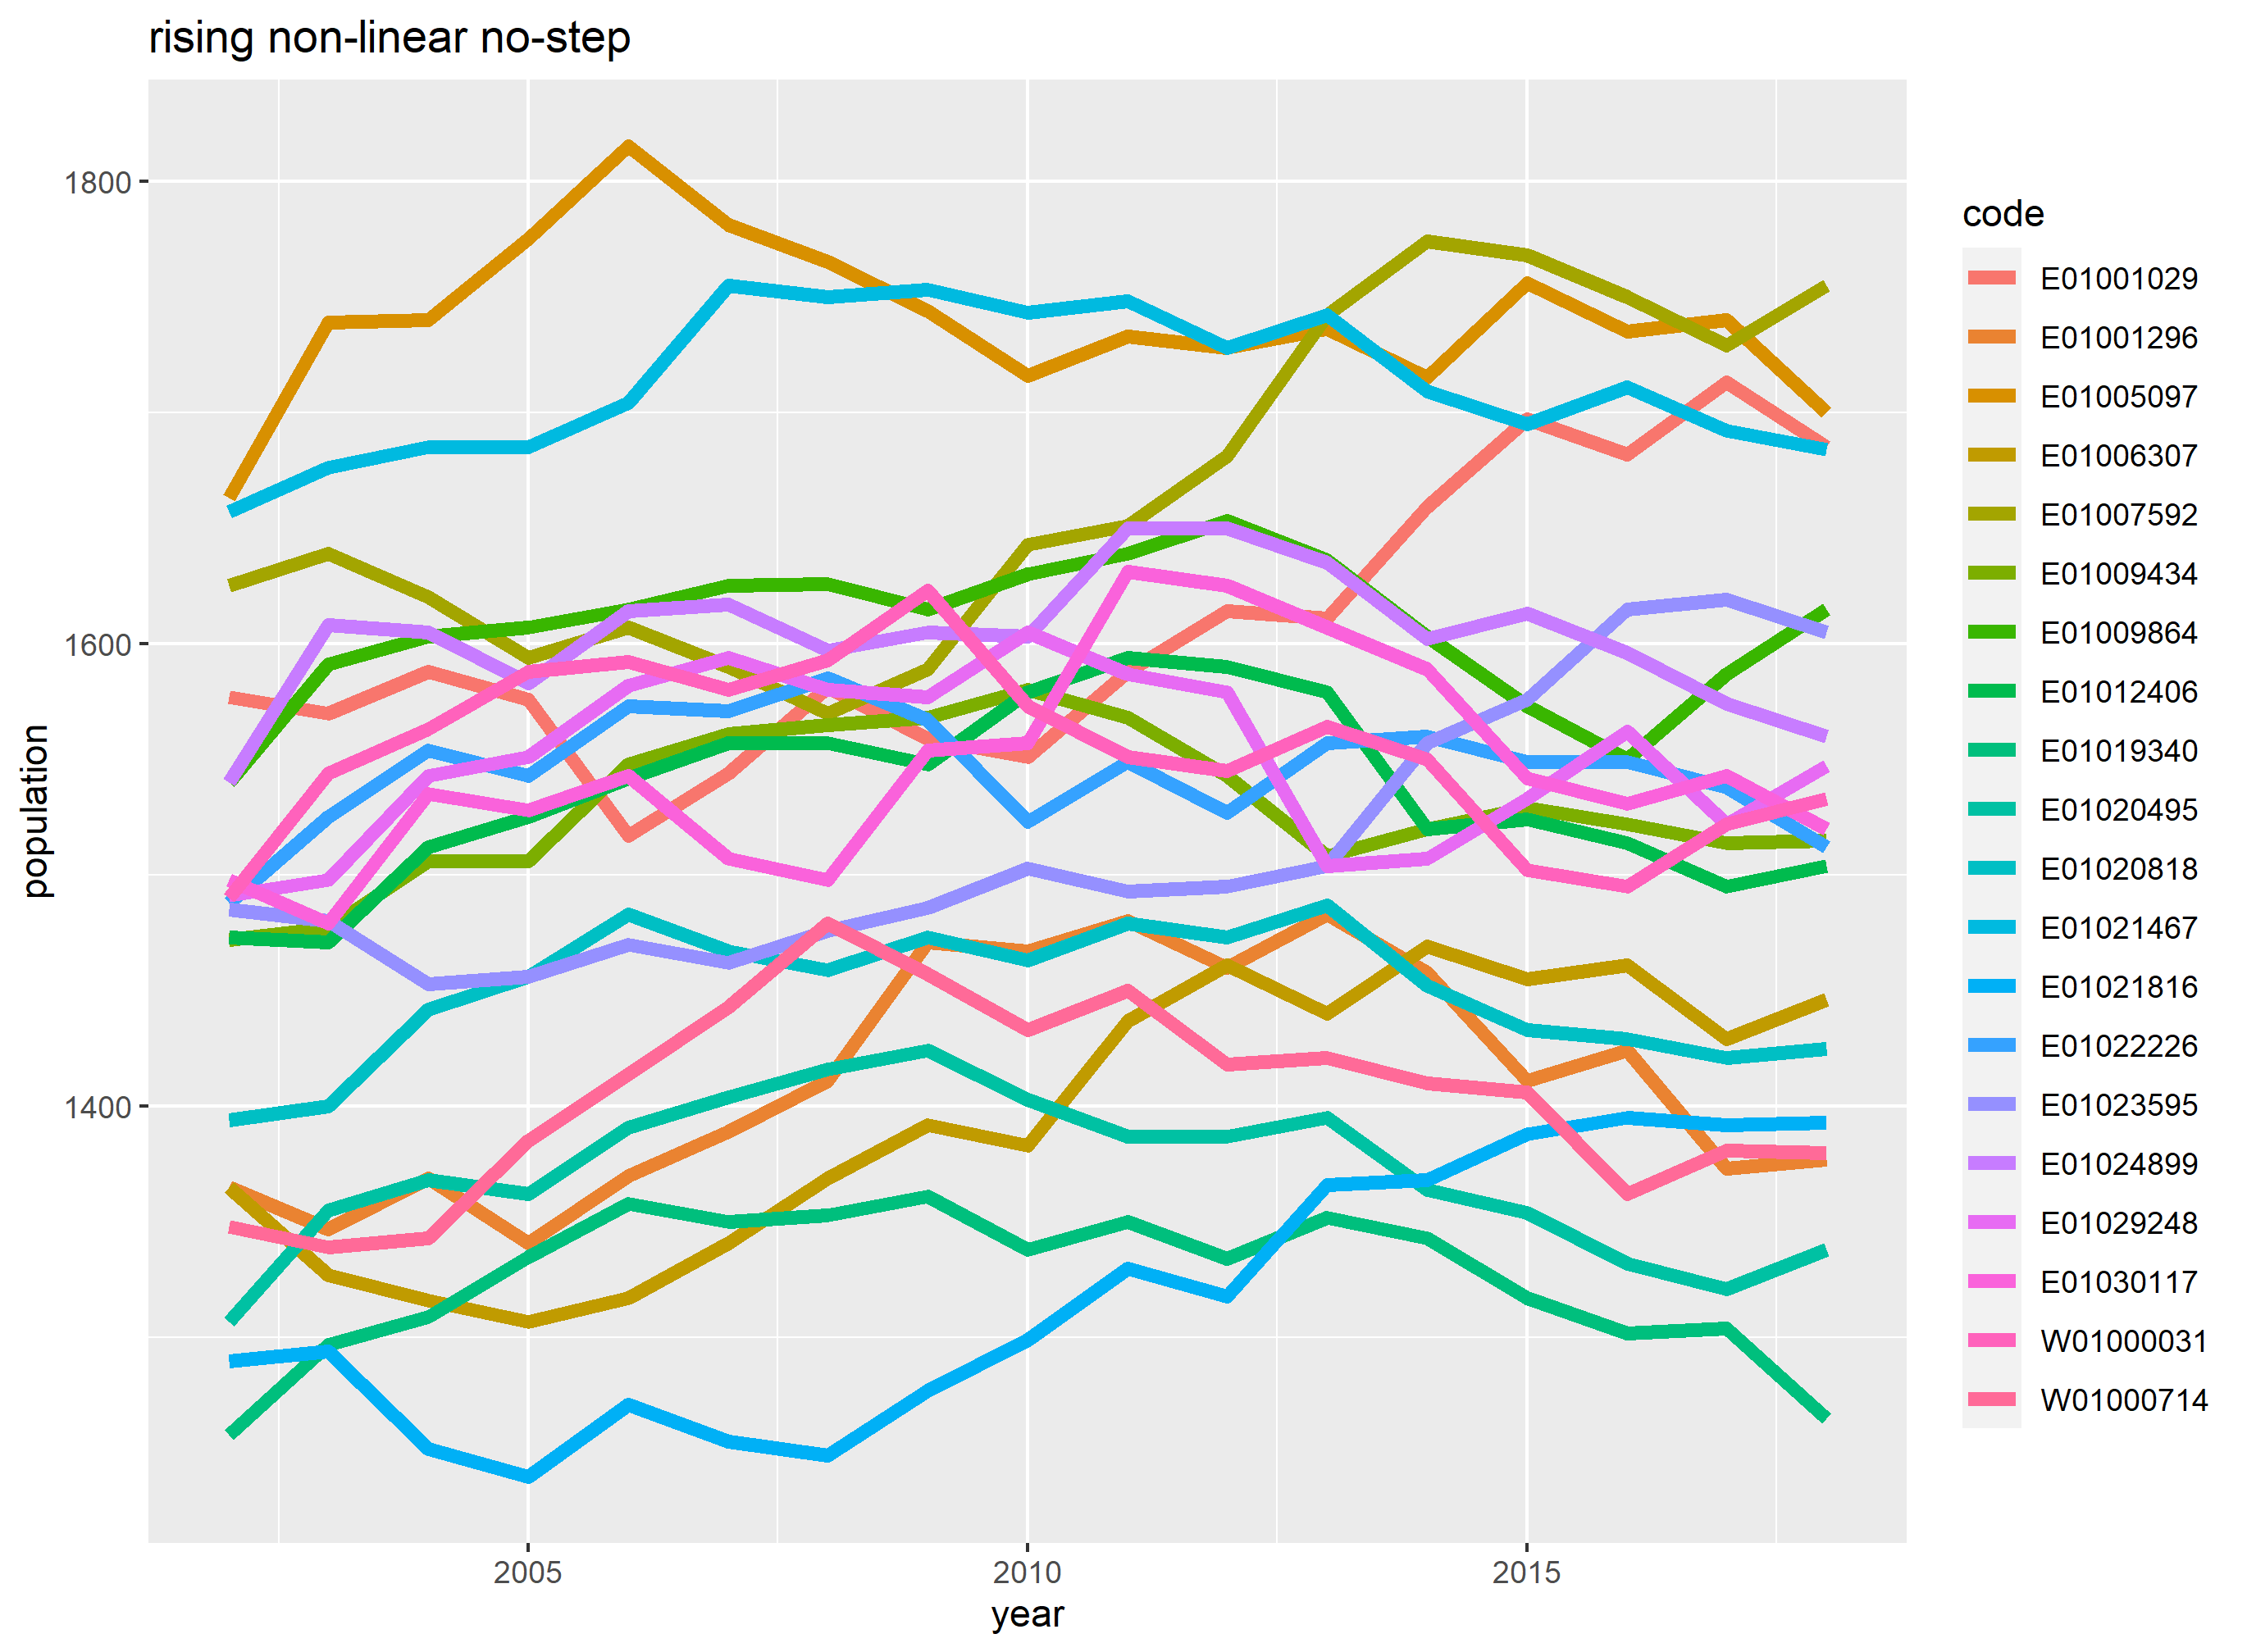 rising non-linear no-step
population
1800
1600
1400
2005
2010
2015
year
code
E01001029
E01001296
E01005097
E01006307
E01007592
E01009434
E01009864
E01012406
E01019340
E01020495
E01020818
E01021467
E01021816
E01022226
E01023595
E01024899
E01029248
E01030117
W01000031
W01000714